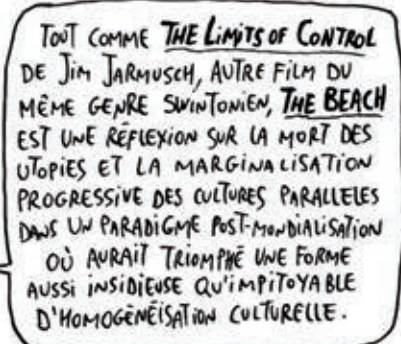 TOUT COMME THE LIMITS OF CONTROL
DE JIM JARMUSCH, AUTRE FILM DU
MÊME GENRE SWINTONIEN, THE BEACH
EST UNE RÉFLEXION SUR LA MORT DES
UTOPIES ET LA MARGINALISATION
PROGRESSIVE DES CULTURES PARALLELES
DANS UN PARADIGME POST-MONDIALISATION
OÙ AURAIT TRIOMPHÉ UNE FORME
AUSSI INSIDIEUSE QU'IMPITOYABLE
D'HOMOGÉNÉISATION CULTURELLE.